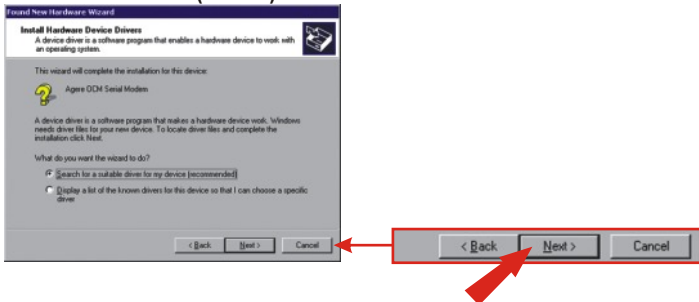 Found New Hardware Wizard
Install Hardware Device Drivers
A device driver is a software program that enables a hardware device to work with
an operating system.
This wizard will complete the installation for this device:
Agere OCM Serial Modem
A device driver is a software program that makes a hardware device work. Windows
needs driver files for your new device. To locate driver files and complete the
installation click Next.
What do you want the wizard to do?
Search for a suitable driver for my device (recommended)
Display a list of the known drivers for this device so that I can choose a specific
driver
< Back Next > Cancel
< Back Next > Cancel